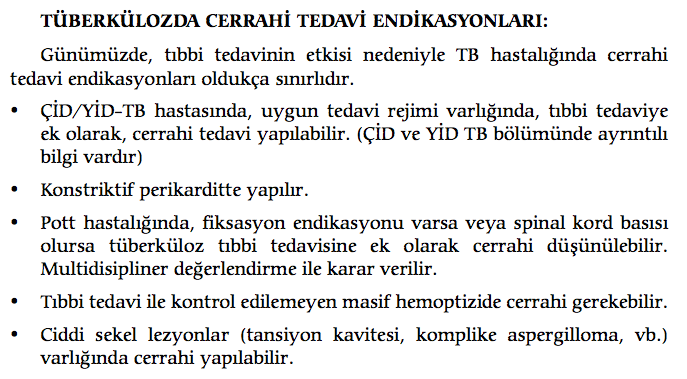 TÜBERKÜLOZDA CERRAHİ TEDAVİ ENDİKASYONLARI:
Günümüzde, tıbbi tedavinin etkisi nedeniyle TB hastalığında cerrahi
tedavi endikasyonları oldukça sınırlıdır.
• ÇİD/YİD-TB hastasında, uygun tedavi rejimi varlığında, tıbbi tedaviye
ek olarak, cerrahi tedavi yapılabilir. (ÇİD ve YİD TB bölümünde ayrıntılı
bilgi vardır)
• Konstriktif perikarditte yapılır.
• Pott hastalığında, fiksasyon endikasyonu varsa veya spinal kord basısı
olursa tüberküloz tıbbi tedavisine ek olarak cerrahi düşünülebilir.
Multidisipliner değerlendirme ile karar verilir.
• Tıbbi tedavi ile kontrol edilemeyen masif hemoptizide cerrahi gerekebilir.
• Ciddi sekel lezyonlar (tansiyon kavitesi, komplike aspergilloma, vb.)
varlığında cerrahi yapılabilir.